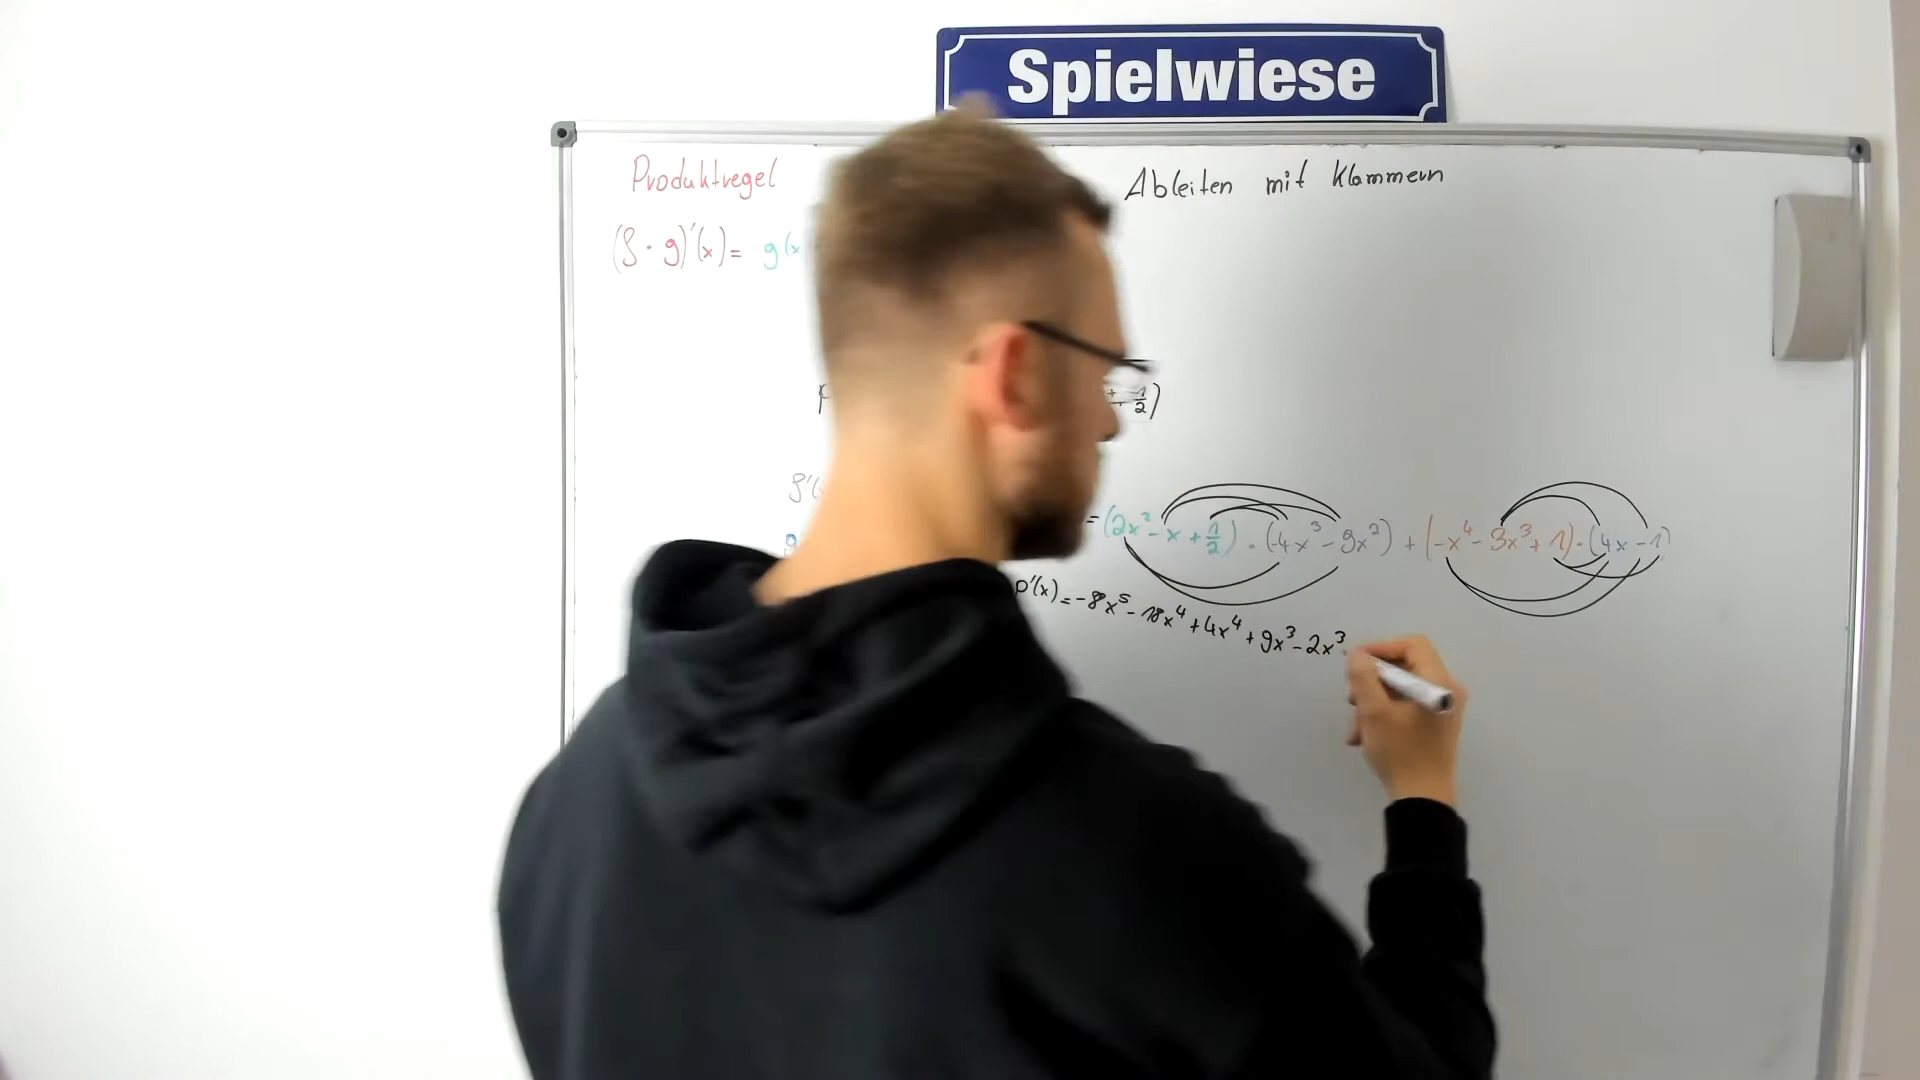 Spielwiese
Produktregel
Ableiten mit Klammern
(f · g)'(x) = g(x
+ 1/2)
f'(
= (2x² - x + 1/2) · (-4x³ - 9x²) + (-x⁴ - 3x³ + 1) · (4x - 1)
p'(x) = -8x⁵ - 18x⁴ + 4x⁴ + 9x³ - 2x³